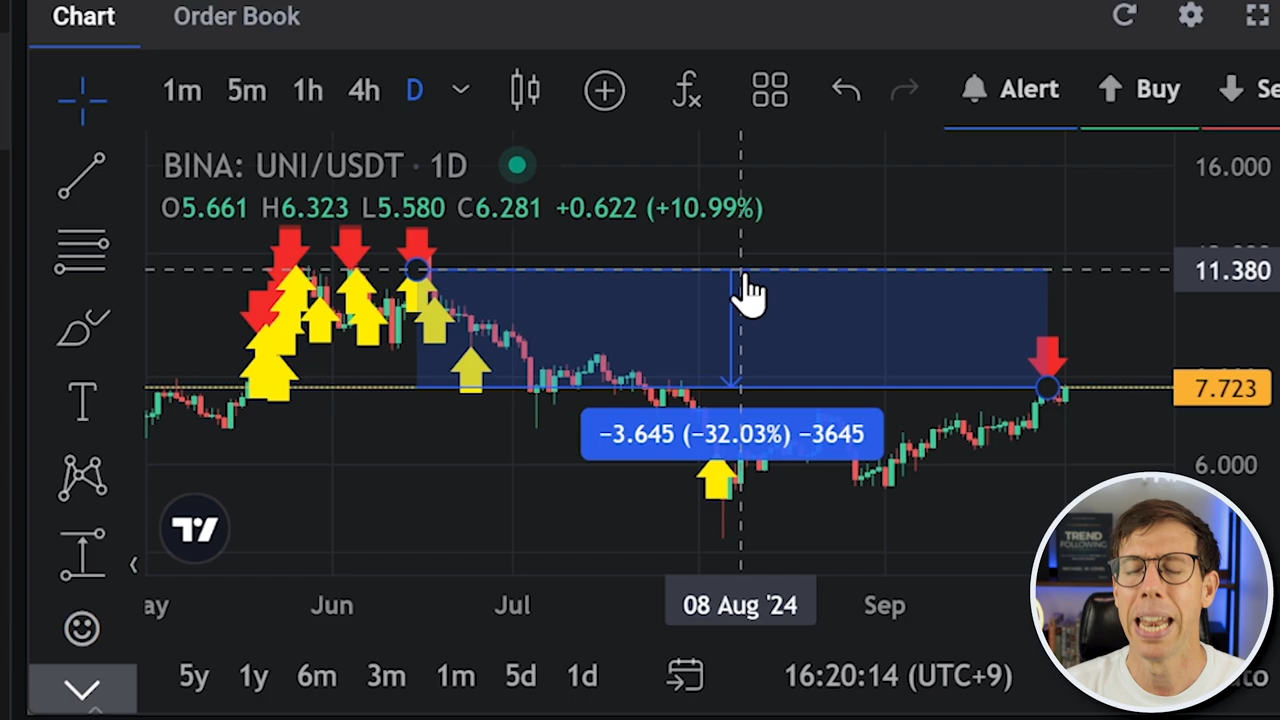 Chart Order Book
1m 5m 1h 4h D Alert Buy Se
BINA: UNI/USDT · 1D
O5.661 H6.323 L5.580 C6.281 +0.622 (+10.99%)
16.000
11.380
7.723
−3.645 (−32.03%) −3645
6.000
TREND
FOLLOWING
ay Jun Jul 08 Aug '24 Sep
5y 1y 6m 3m 1m 5d 1d 16:20:14 (UTC+9)